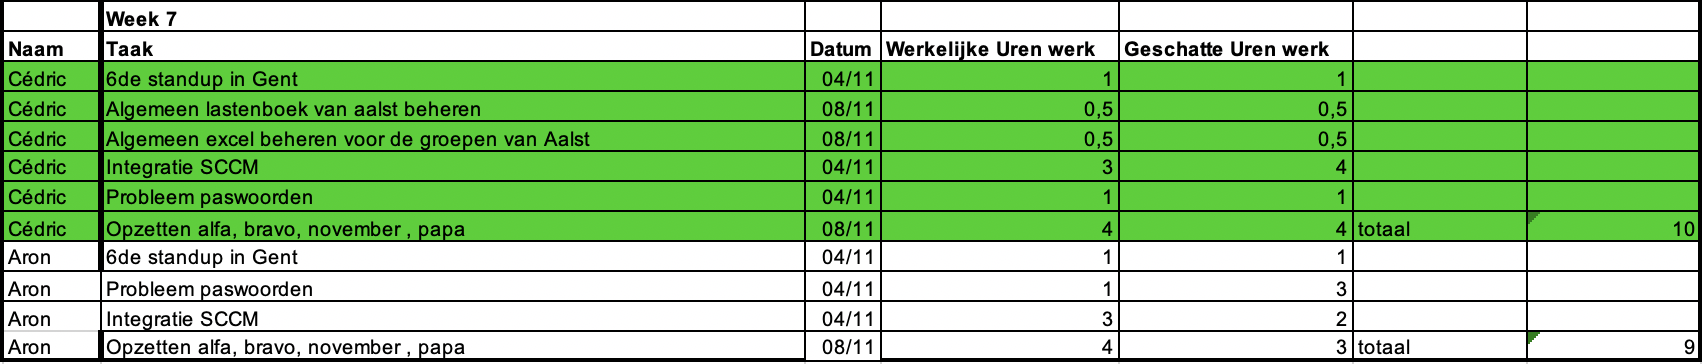 Week 7
Naam Taak Datum Werkelijke Uren werk Geschatte Uren werk
Cédric 6de standup in Gent 04/11 1 1
Cédric Algemeen lastenboek van aalst beheren 08/11 0,5 0,5
Cédric Algemeen excel beheren voor de groepen van Aalst 08/11 0,5 0,5
Cédric Integratie SCCM 04/11 3 4
Cédric Probleem paswoorden 04/11 1 1
Cédric Opzetten alfa, bravo, november , papa 08/11 4 4 totaal 10
Aron 6de standup in Gent 04/11 1 1
Aron Probleem paswoorden 04/11 1 3
Aron Integratie SCCM 04/11 3 2
Aron Opzetten alfa, bravo, november , papa 08/11 4 3 totaal 9